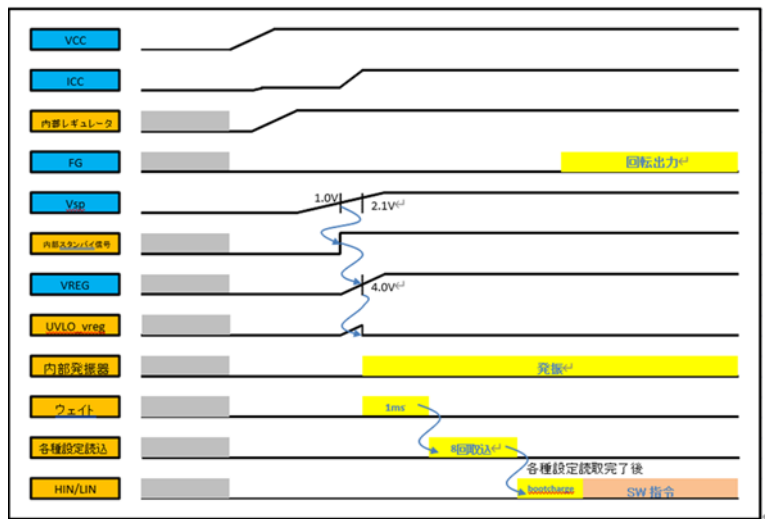 VCC
ICC
内部レギュレータ
FG
回転出力
Vsp
1.0V
2.1V
内部スタンバイ信号
VREG
4.0V
UVLO_vreg
内部発振器
発振
ウェイト
1ms
各種設定読込
8回取込
各種設定読取完了後
HIN/LIN
bootcharge
SW 指令